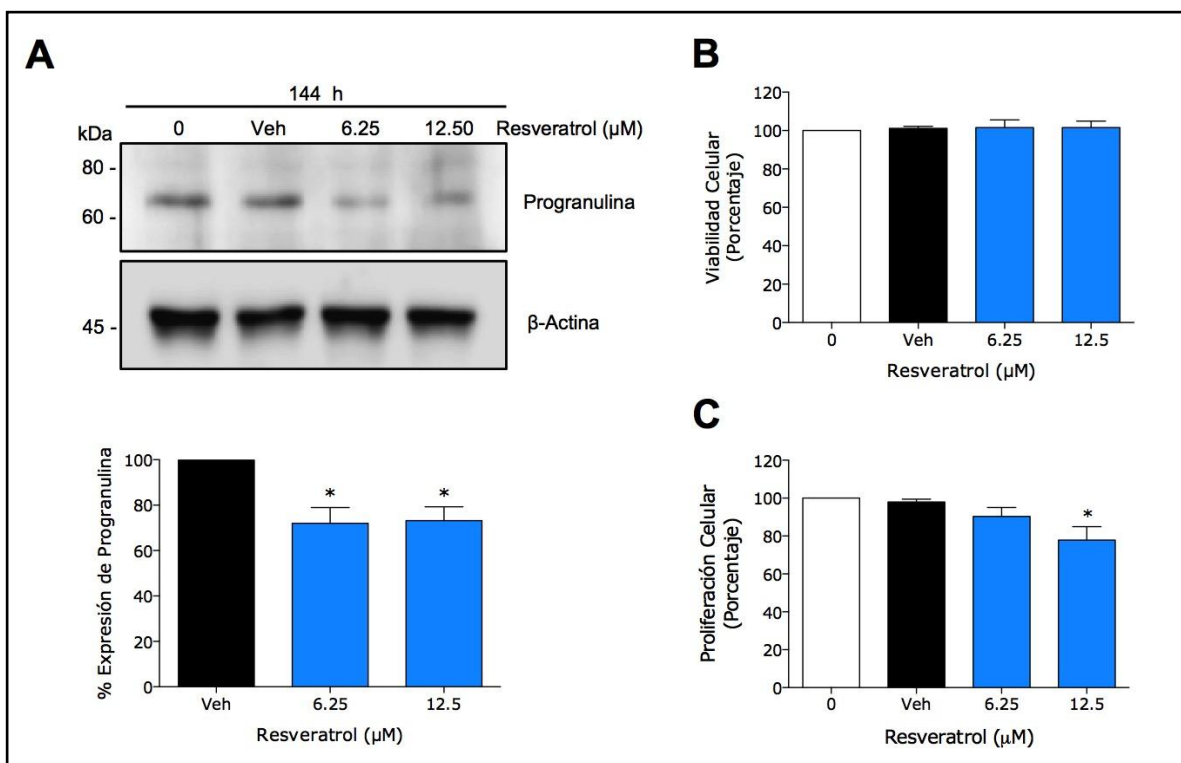 A
144 h
kDa
0 Veh 6.25 12.50 Resveratrol (µM)
80 -
Progranulina
60 -
β-Actina
45 -
% Expresión de Progranulina
100
80
60
40
20
0
* *
Veh 6.25 12.5
Resveratrol (µM)
B
Viabilidad Celular
(Porcentaje)
120
100
80
60
40
20
0
0 Veh 6.25 12.5
Resveratrol (µM)
C
Proliferación Celular
(Porcentaje)
120
100
80
60
40
20
0
*
0 Veh 6.25 12.5
Resveratrol (µM)